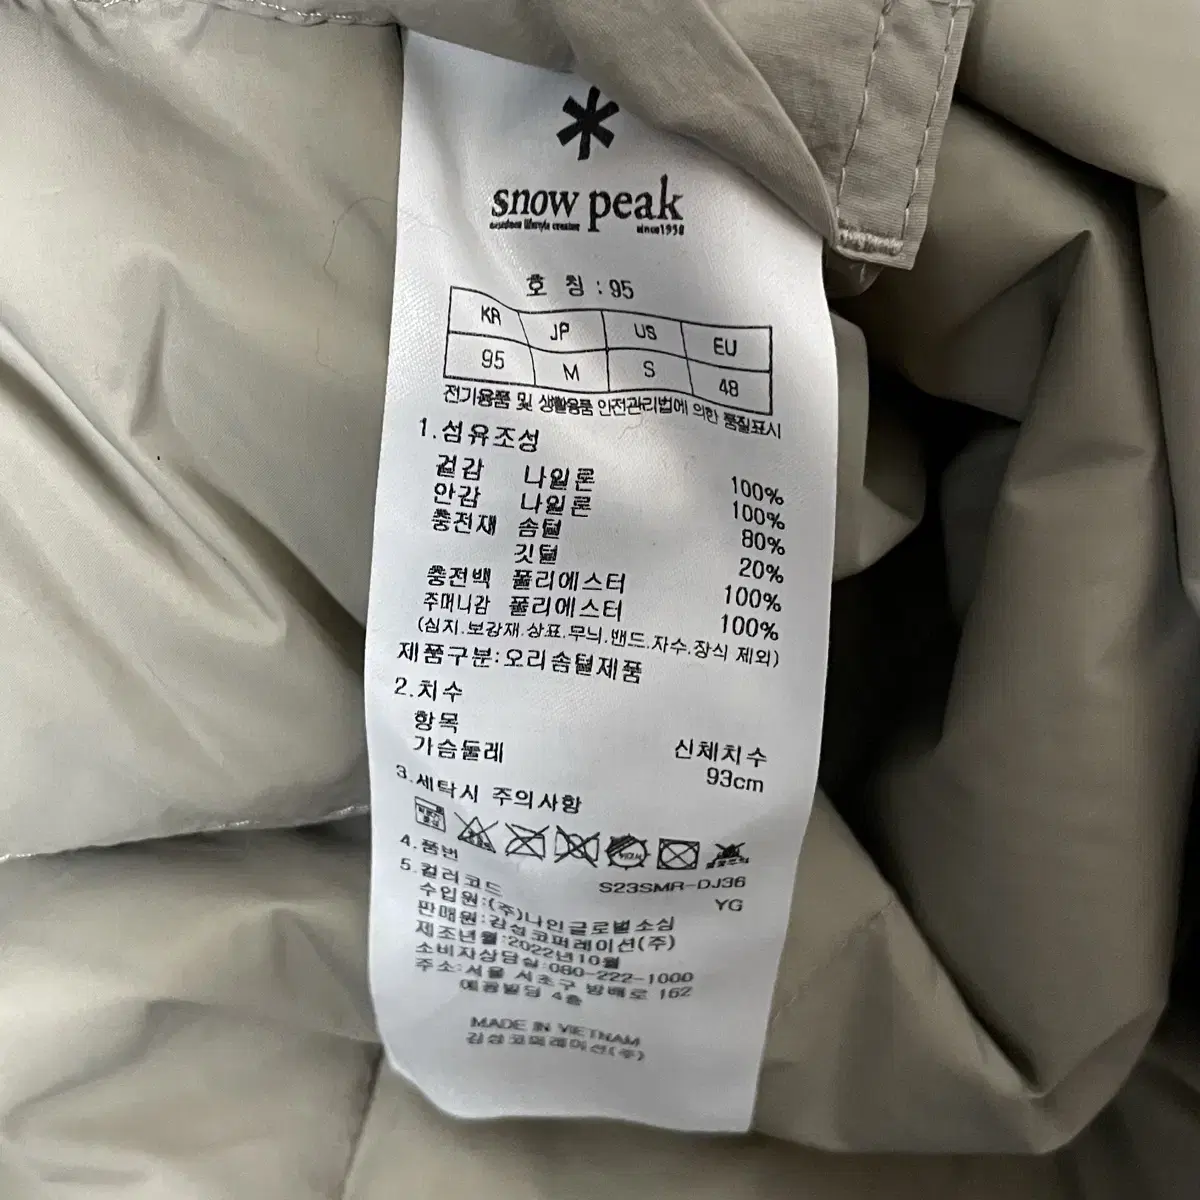 snow peak
outdoor lifestyle creator since1958
호 칭 : 95
KR JP US EU
95 M S 48
전기용품 및 생활용품 안전관리법에 의한 품질표시
1.섬유조성
겉감 나일론 100%
안감 나일론 100%
충전재 솜털 80%
깃털 20%
충전백 폴리에스터 100%
주머니감 폴리에스터 100%
(심지.보강재.상표.무늬.밴드.자수.장식 제외)
제품구분:오리솜털제품
2.치수
항목 신체치수
가슴둘레 93cm
3.세탁시 주의사항
4.품번 S23SMR-DJ36
5.컬러코드 YG
수입원:(주)나인글로벌소싱
판매원:감성코퍼레이션(주)
제조년월:2022년10월
소비자상담실:080-222-1000
주소:서울 서초구 방배로 162
예콤빌딩 4층
MADE IN VIETNAM
감성코퍼레이션(주)